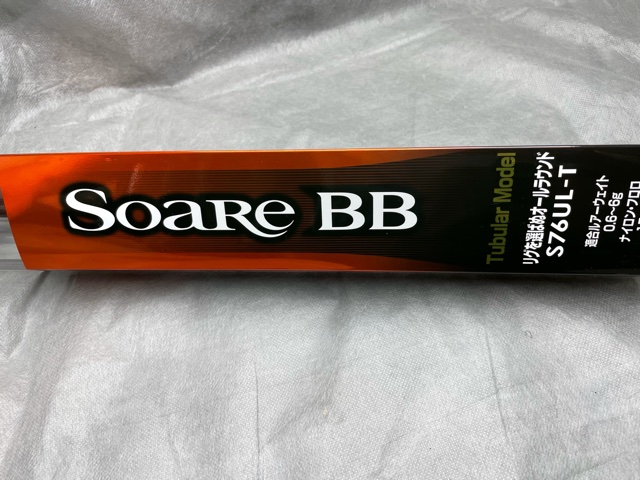 Soare BB
Tubular Model
リグを選ばぬオールラウンド
S76UL-T
適合ルアーウェイト
0.6~6g
ナイロン・フロロ